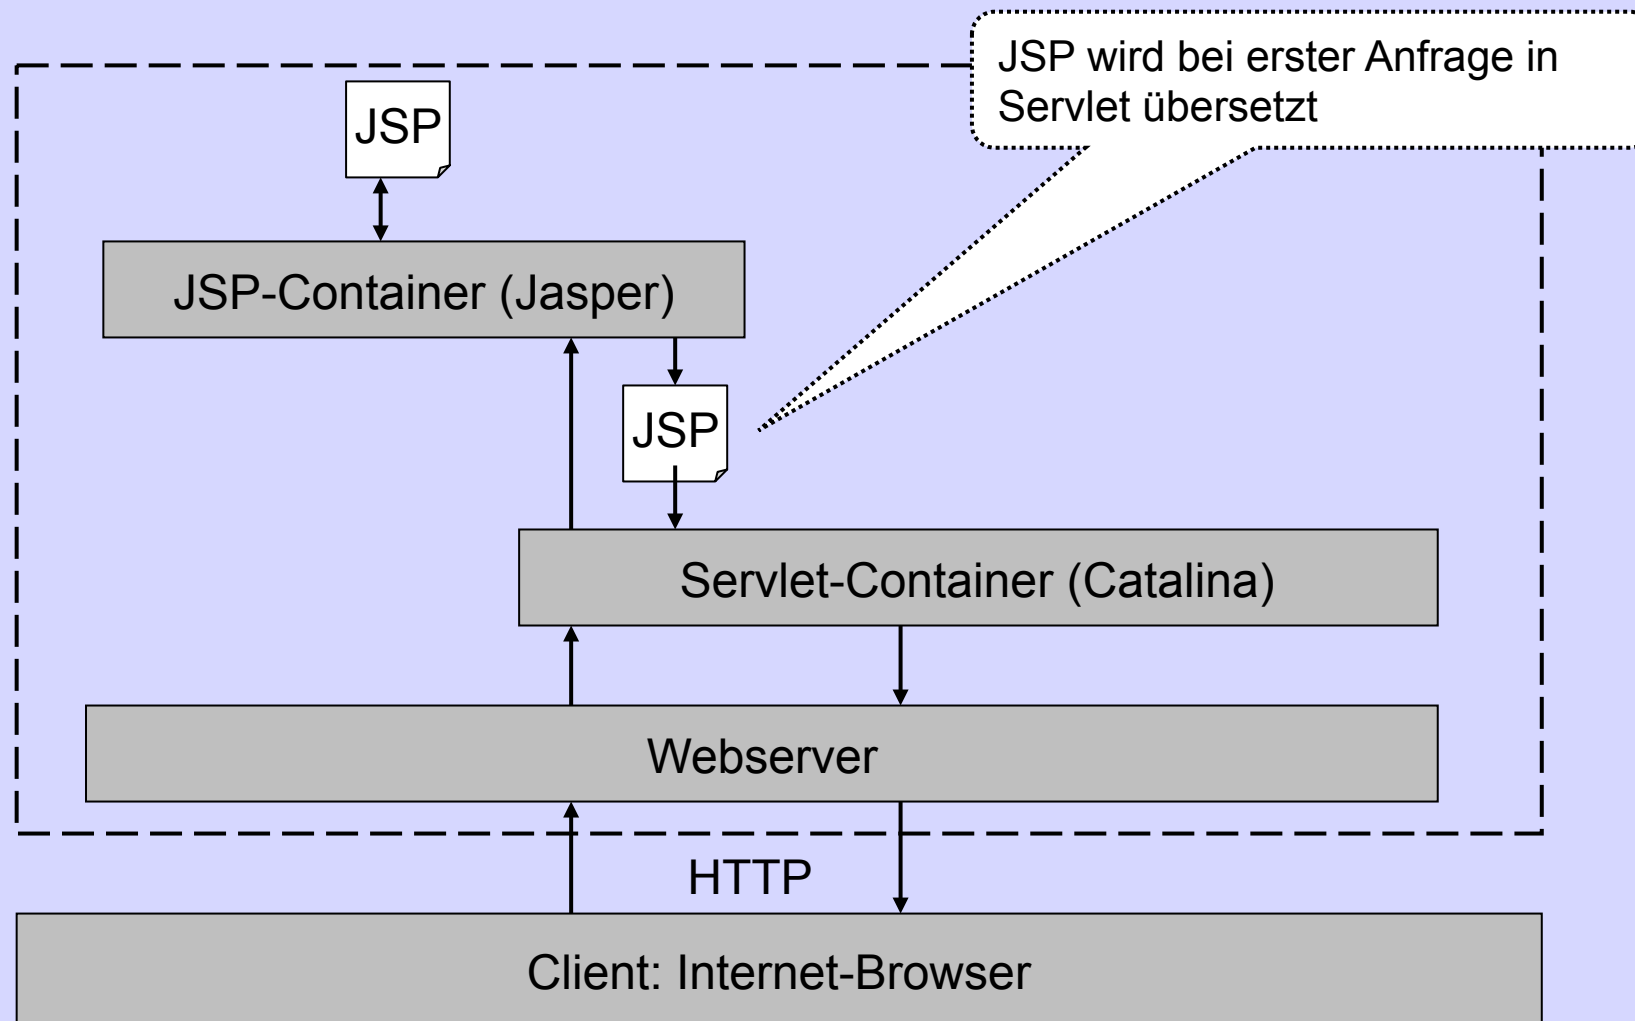 JSP wird bei erster Anfrage in
Servlet übersetzt
JSP
JSP-Container (Jasper)
JSP
Servlet-Container (Catalina)
Webserver
HTTP
Client: Internet-Browser